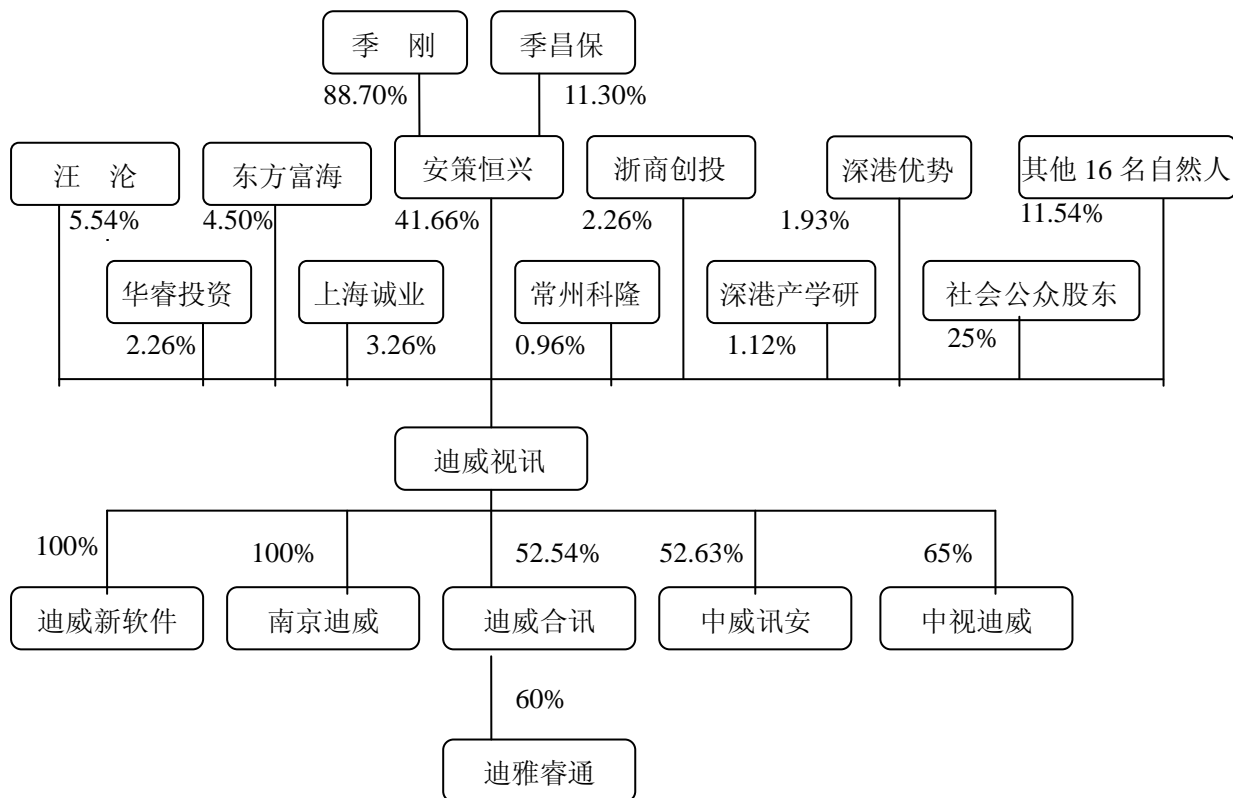 季 刚
季昌保
88.70%
11.30%
汪 沦
东方富海
安策恒兴
浙商创投
深港优势
其他 16 名自然人
5.54%
4.50%
41.66%
2.26%
1.93%
11.54%
华睿投资
上海诚业
常州科隆
深港产学研
社会公众股东
2.26%
3.26%
0.96%
1.12%
25%
迪威视讯
100%
100%
52.54%
52.63%
65%
迪威新软件
南京迪威
迪威合讯
中威讯安
中视迪威
60%
迪雅睿通